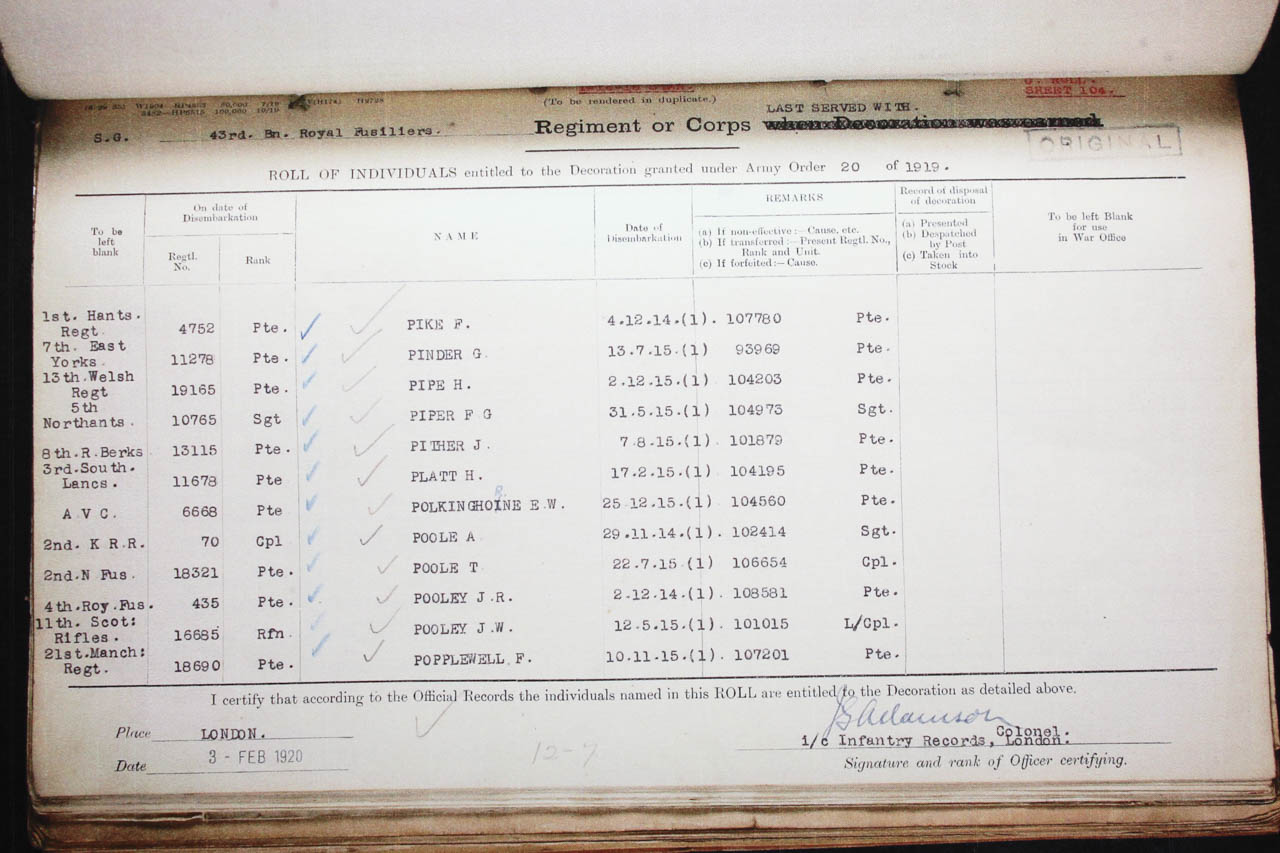 (To be rendered in duplicate.)
SHEET 104.
LAST SERVED WITH.
S.G. 43rd. Bn. Royal Fusiliers. Regiment or Corps when Decoration was earned
ORIGINAL
ROLL OF INDIVIDUALS entitled to the Decoration granted under Army Order 20 of 1919.
To be left blank
On date of Disembarkation
Regtl. No.
Rank
NAME
Date of Disembarkation
REMARKS
(a) If non-effective :—Cause, etc.
(b) If transferred :—Present Regtl. No., Rank and Unit.
(c) If forfeited :—Cause.
Record of disposal of decoration
(a) Presented
(b) Despatched by Post
(c) Taken into Stock
To be left Blank for use in War Office
1st. Hants. Regt 4752 Pte. PIKE F. 4.12.14.(1). 107780 Pte.
7th. East Yorks. 11278 Pte. PINDER G. 13.7.15.(1) 93969 Pte.
13th.Welsh Regt 19165 Pte. PIPE H. 2.12.15.(1) 104203 Pte.
5th Northants. 10765 Sgt PIPER F G 31.5.15.(1) 104973 Sgt.
8th.R.Berks 13115 Pte. PITHER J. 7.8.15.(1). 101879 Pte.
3rd.South. Lancs. 11678 Pte PLATT H. 17.2.15.(1) 104195 Pte.
A V C. 6668 Pte POLKINGHOINE E.W. R. 25 12.15.(1) 104560 Pte.
2nd. K R.R. 70 Cpl POOLE A 29.11.14.(1). 102414 Sgt.
2nd.N Fus. 18321 Pte. POOLE T 22.7.15 (1) 106654 Cpl.
4th.Roy.Fus. 435 Pte. POOLEY J.R. 2.12.14.(1). 108581 Pte.
11th. Scot: Rifles. 16685 Rfn POOLEY J.W. 12.5.15.(1). 101015 L/Cpl.
21st.Manch: Regt. 18690 Pte. POPPLEWELL F. 10.11.15.(1). 107201 Pte.
I certify that according to the Official Records the individuals named in this ROLL are entitled to the Decoration as detailed above.
Adamson
Place LONDON. Colonel.
i/c Infantry Records, London.
Date 3 - FEB 1920
12-7
Signature and rank of Officer certifying.